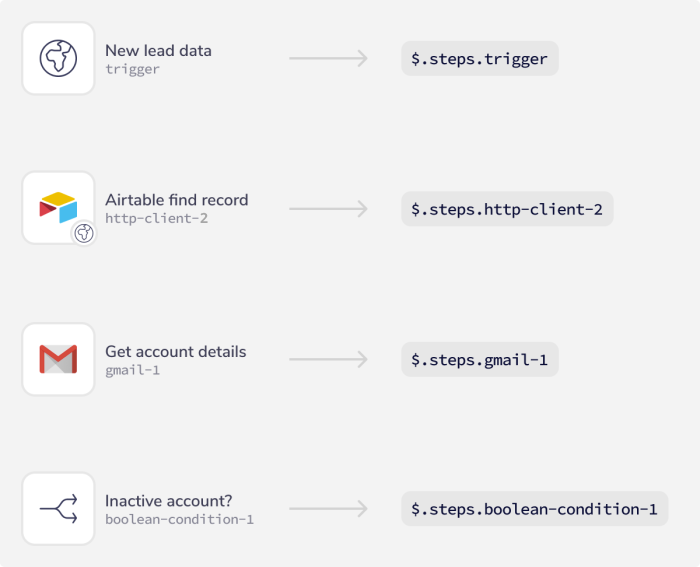 New lead data
trigger
$.steps.trigger
Airtable find record
http-client-2
$.steps.http-client-2
Get account details
gmail-1
$.steps.gmail-1
Inactive account?
boolean-condition-1
$.steps.boolean-condition-1